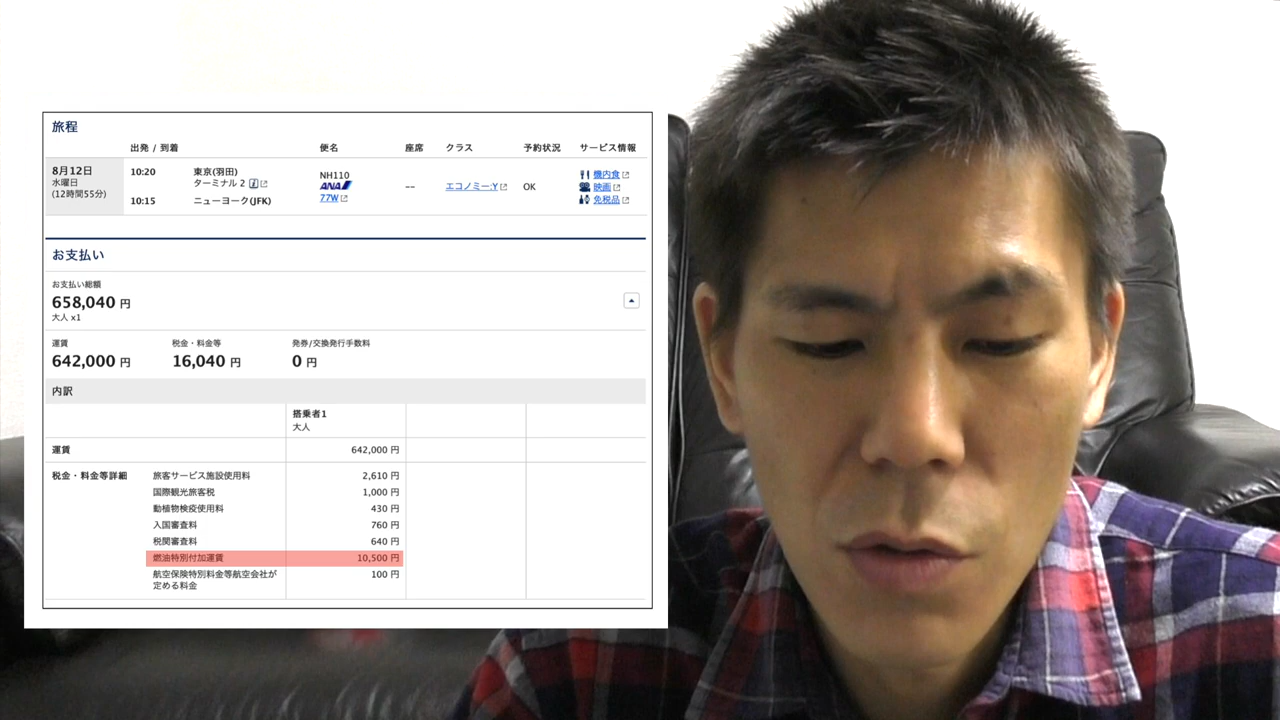 旅程
出発 / 到着 便名 座席 クラス 予約状況 サービス情報
8月12日
水曜日
(12時間55分)
10:20 東京(羽田)
ターミナル 2
10:15 ニューヨーク(JFK)
NH110
ANA
77W
--
エコノミー:Y
OK
機内食
映画
免税品
お支払い
お支払い総額
658,040 円
大人 x1
運賃 税金・料金等 発券/交換発行手数料
642,000 円 16,040 円 0 円
内訳
搭乗者1
大人
運賃 642,000 円
税金・料金等詳細 旅客サービス施設使用料 2,610 円
国際観光旅客税 1,000 円
動植物検疫使用料 430 円
入国審査料 760 円
税関審査料 640 円
燃油特別付加運賃 10,500 円
航空保険特別料金等航空会社が 100 円
定める料金